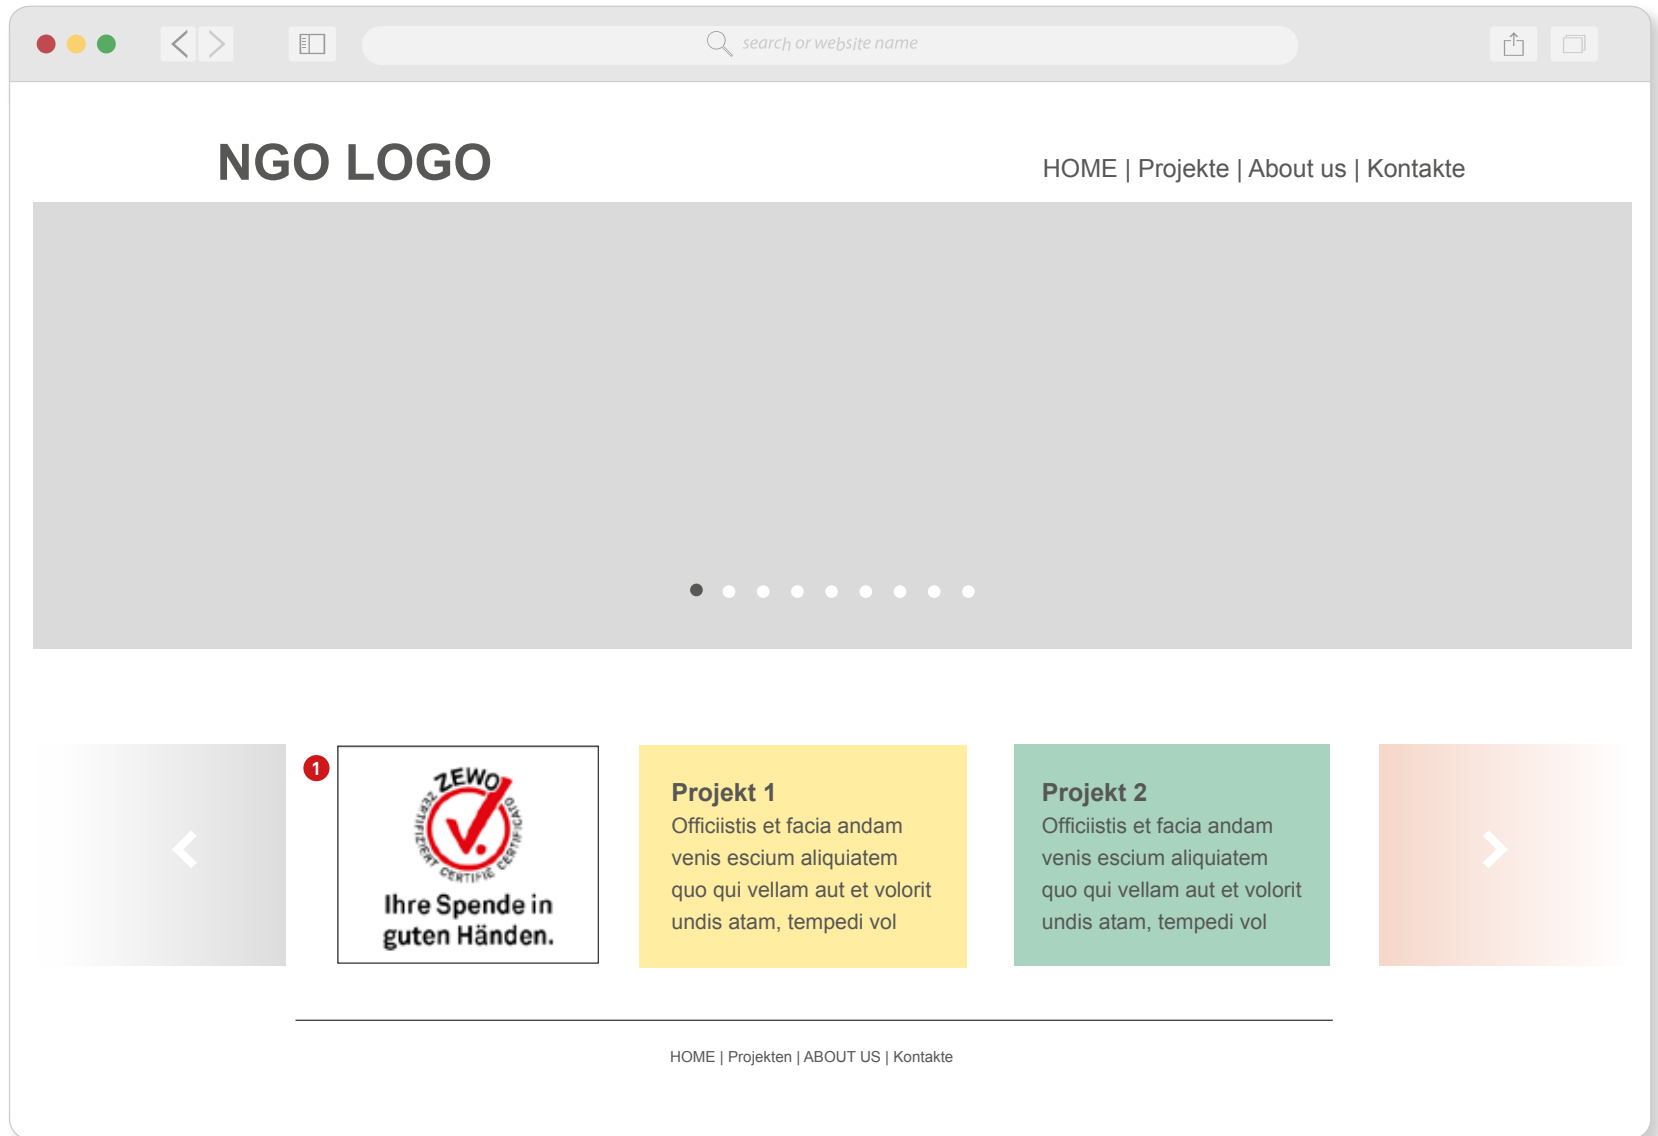 search or website name
NGO LOGO
HOME | Projekte | About us | Kontakte
1
ZEWO
ZERTIFIZIERT CERTIFIÉ CERTIFICATO
Ihre Spende in
guten Händen.
Projekt 1
Officiistis et facia andam
venis escium aliquiatem
quo qui vellam aut et volorit
undis atam, tempedi vol
Projekt 2
Officiistis et facia andam
venis escium aliquiatem
quo qui vellam aut et volorit
undis atam, tempedi vol
HOME | Projekten | ABOUT US | Kontakte